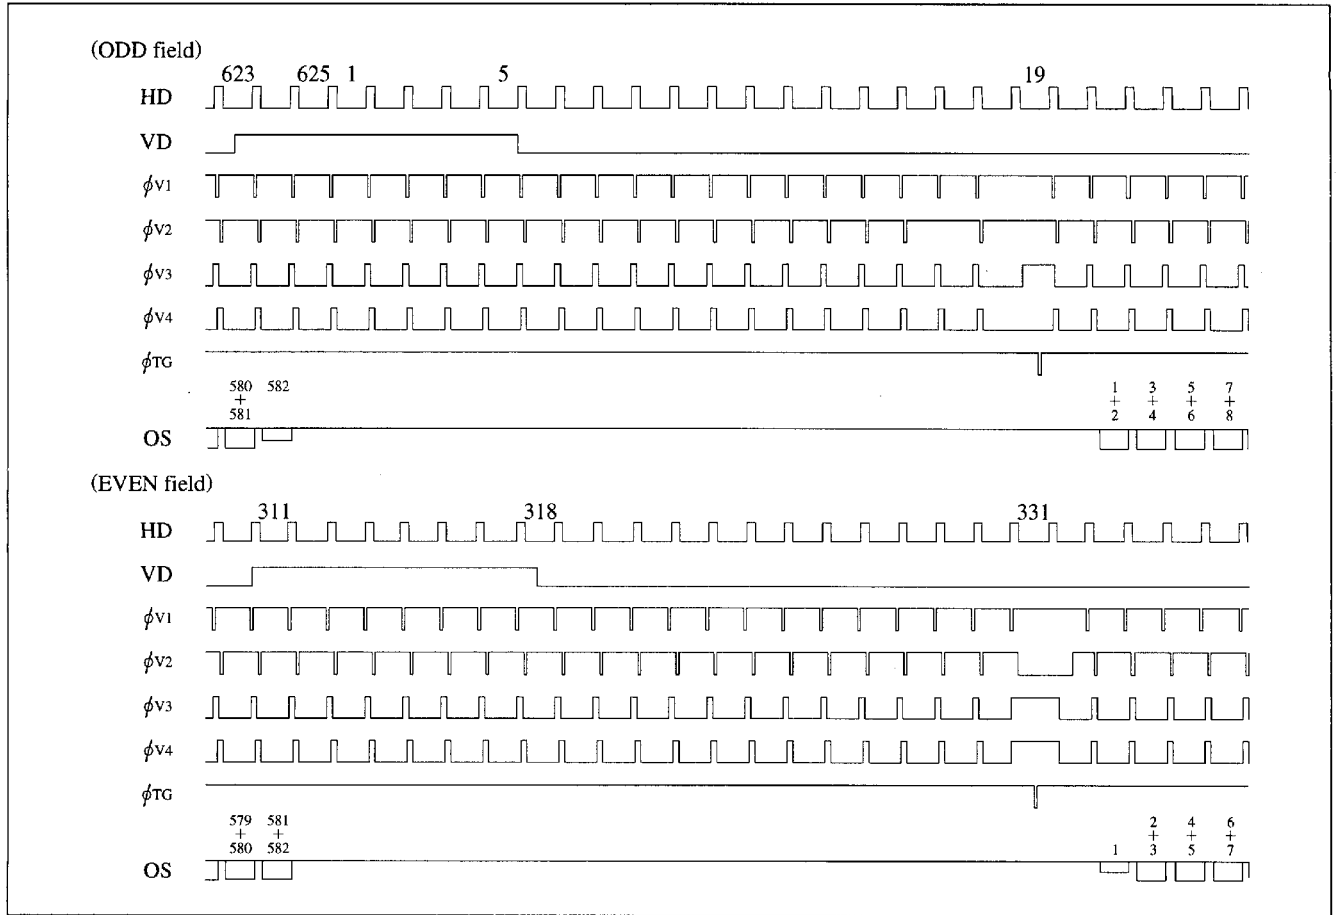 (ODD field)
623 625 1 5 19
HD
VD
ϕV1
ϕV2
ϕV3
ϕV4
ϕTG
580 + 581 582 1 + 2 3 + 4 5 + 6 7 + 8
OS
(EVEN field)
311 318 331
HD
VD
ϕV1
ϕV2
ϕV3
ϕV4
ϕTG
579 + 580 581 + 582 1 2 + 3 4 + 5 6 + 7
OS